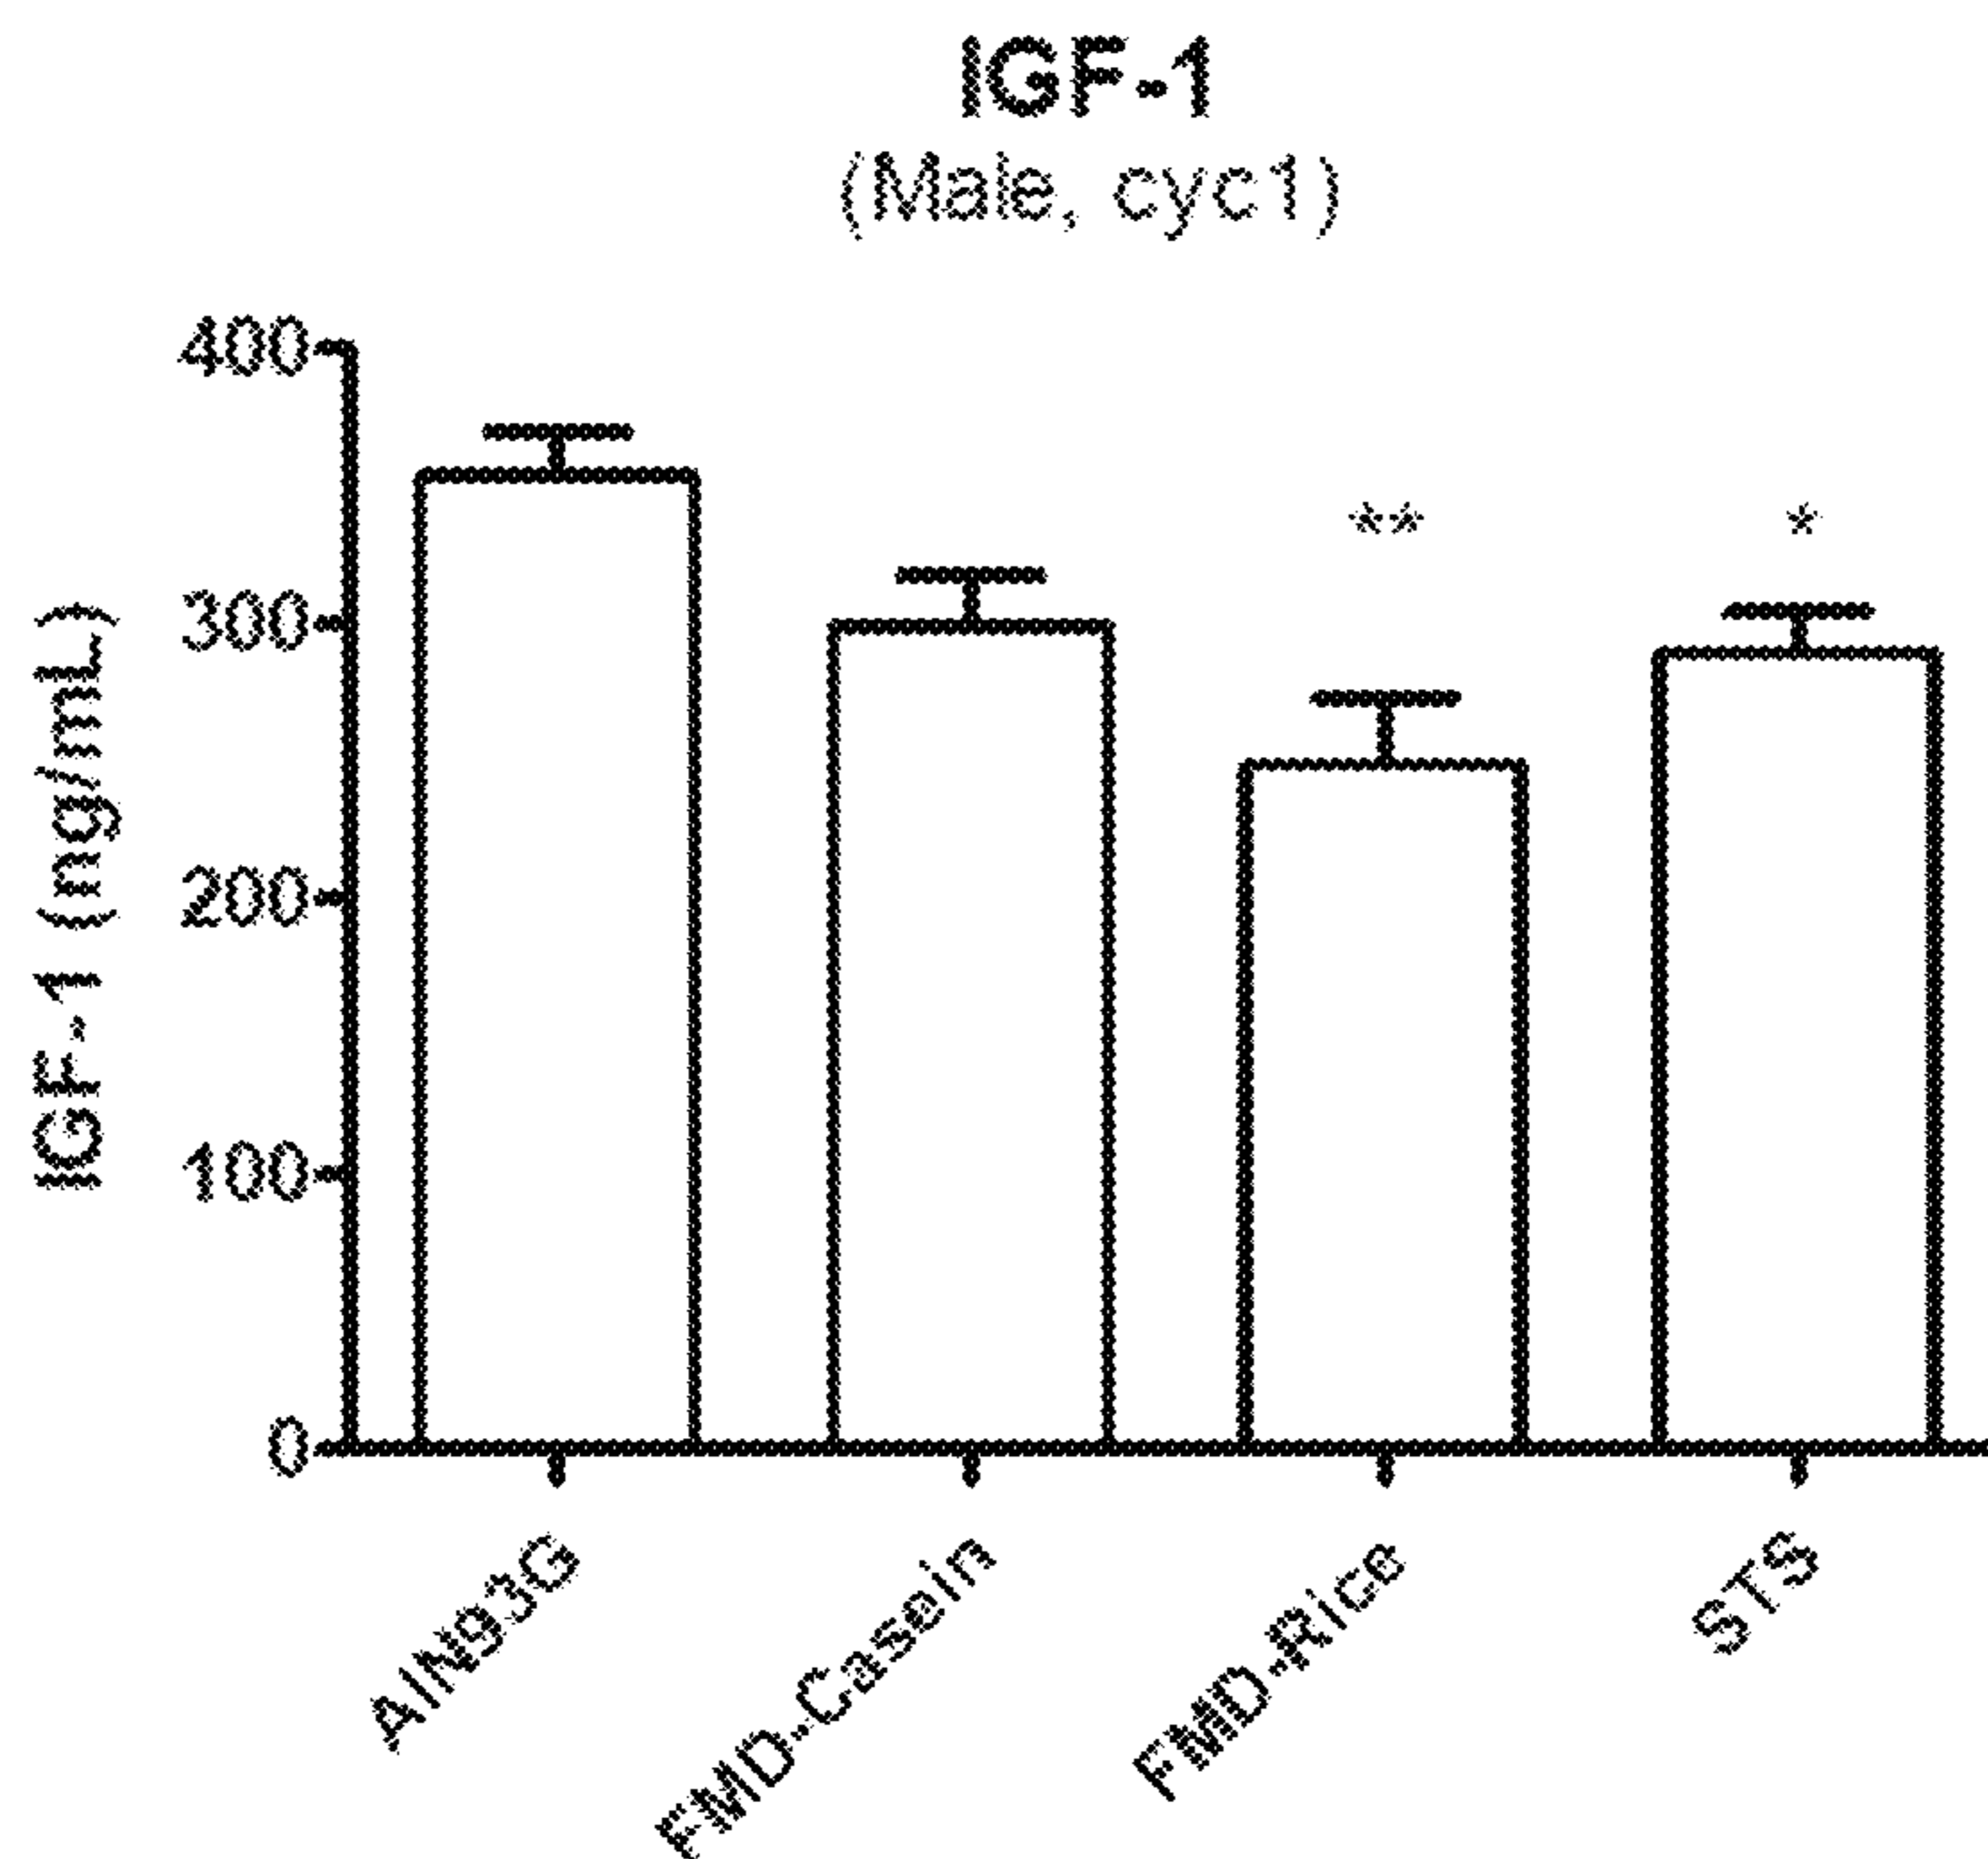 IGF-1
(Male, cyc1)
IGF-1 (ng/mL)
400
300
200
100
0
**
*
AIN93G
FMD-Casein
FMD-Rice
STS